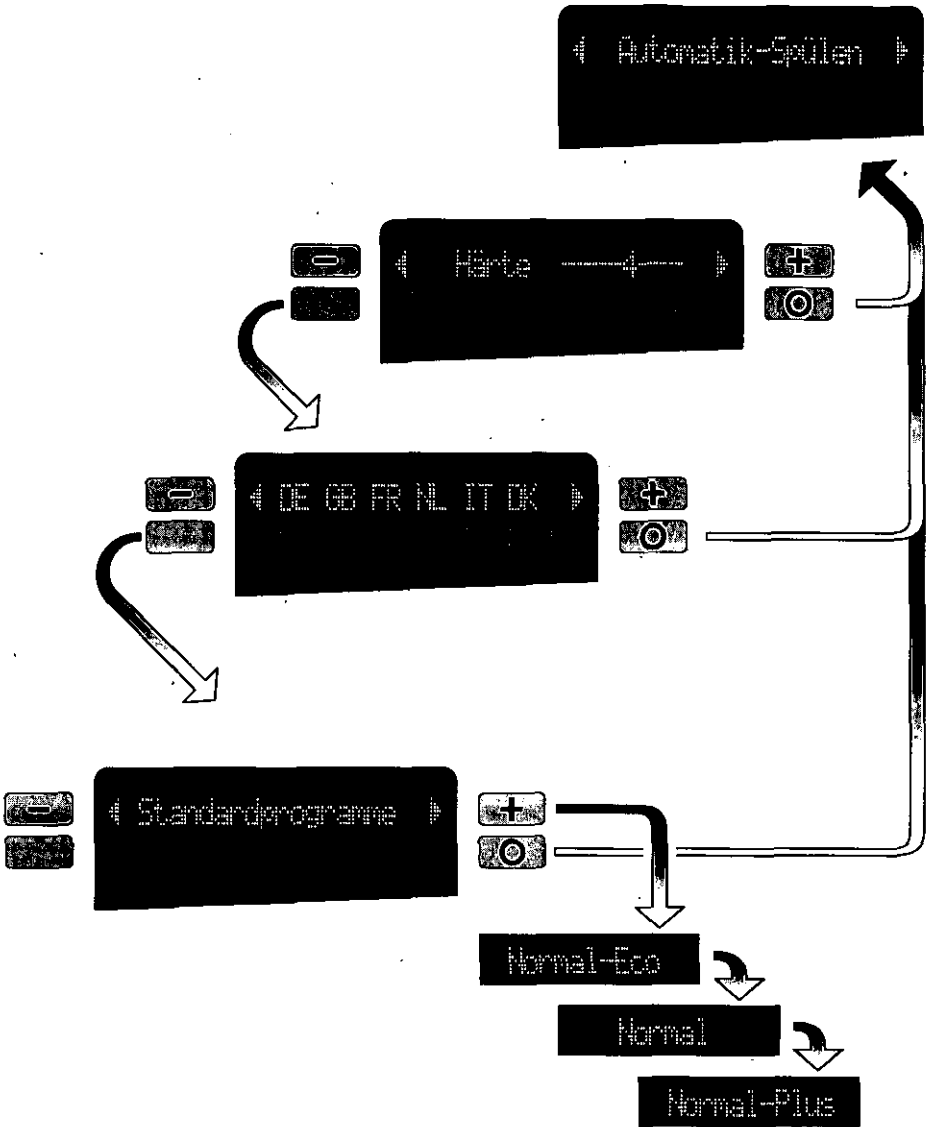 Automatik-Spülen
Härte
DE GB FR NL IT DK
Standardprogramme
Normal-Eco
Normal
Normal-Plus